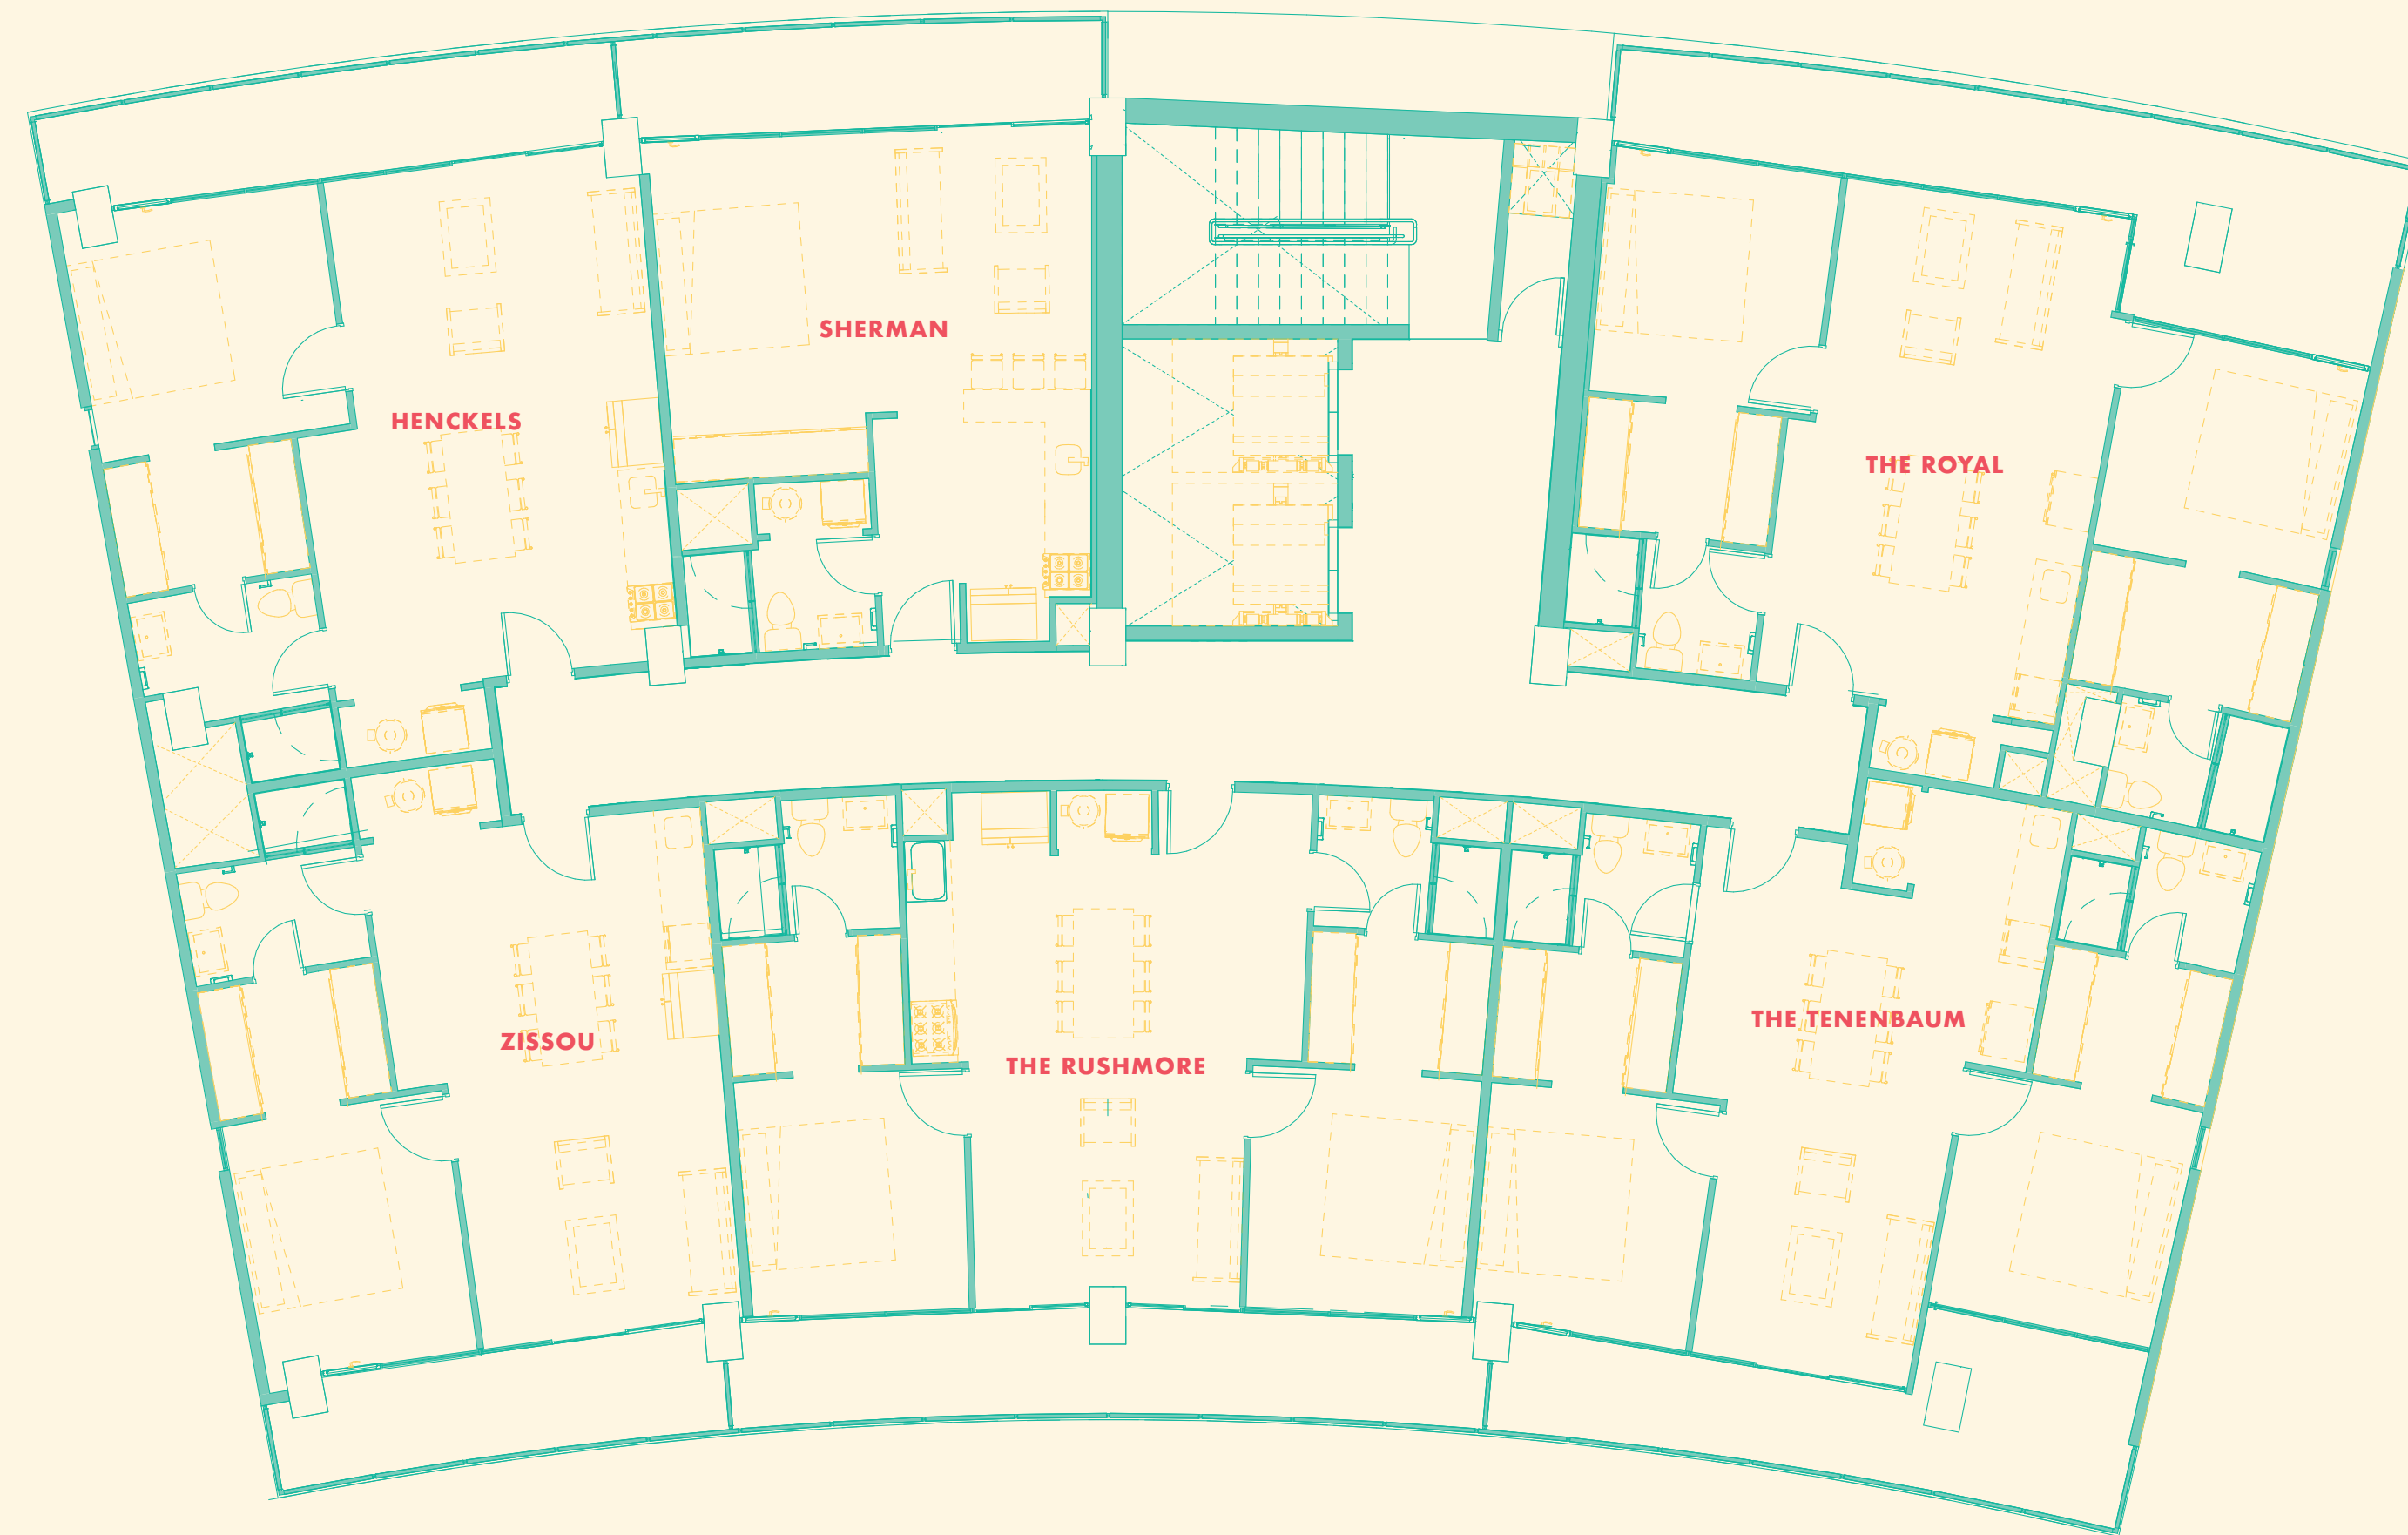 SHERMAN
HENCKELS
THE ROYAL
ZISSOU
THE RUSHMORE
THE TENENBAUM